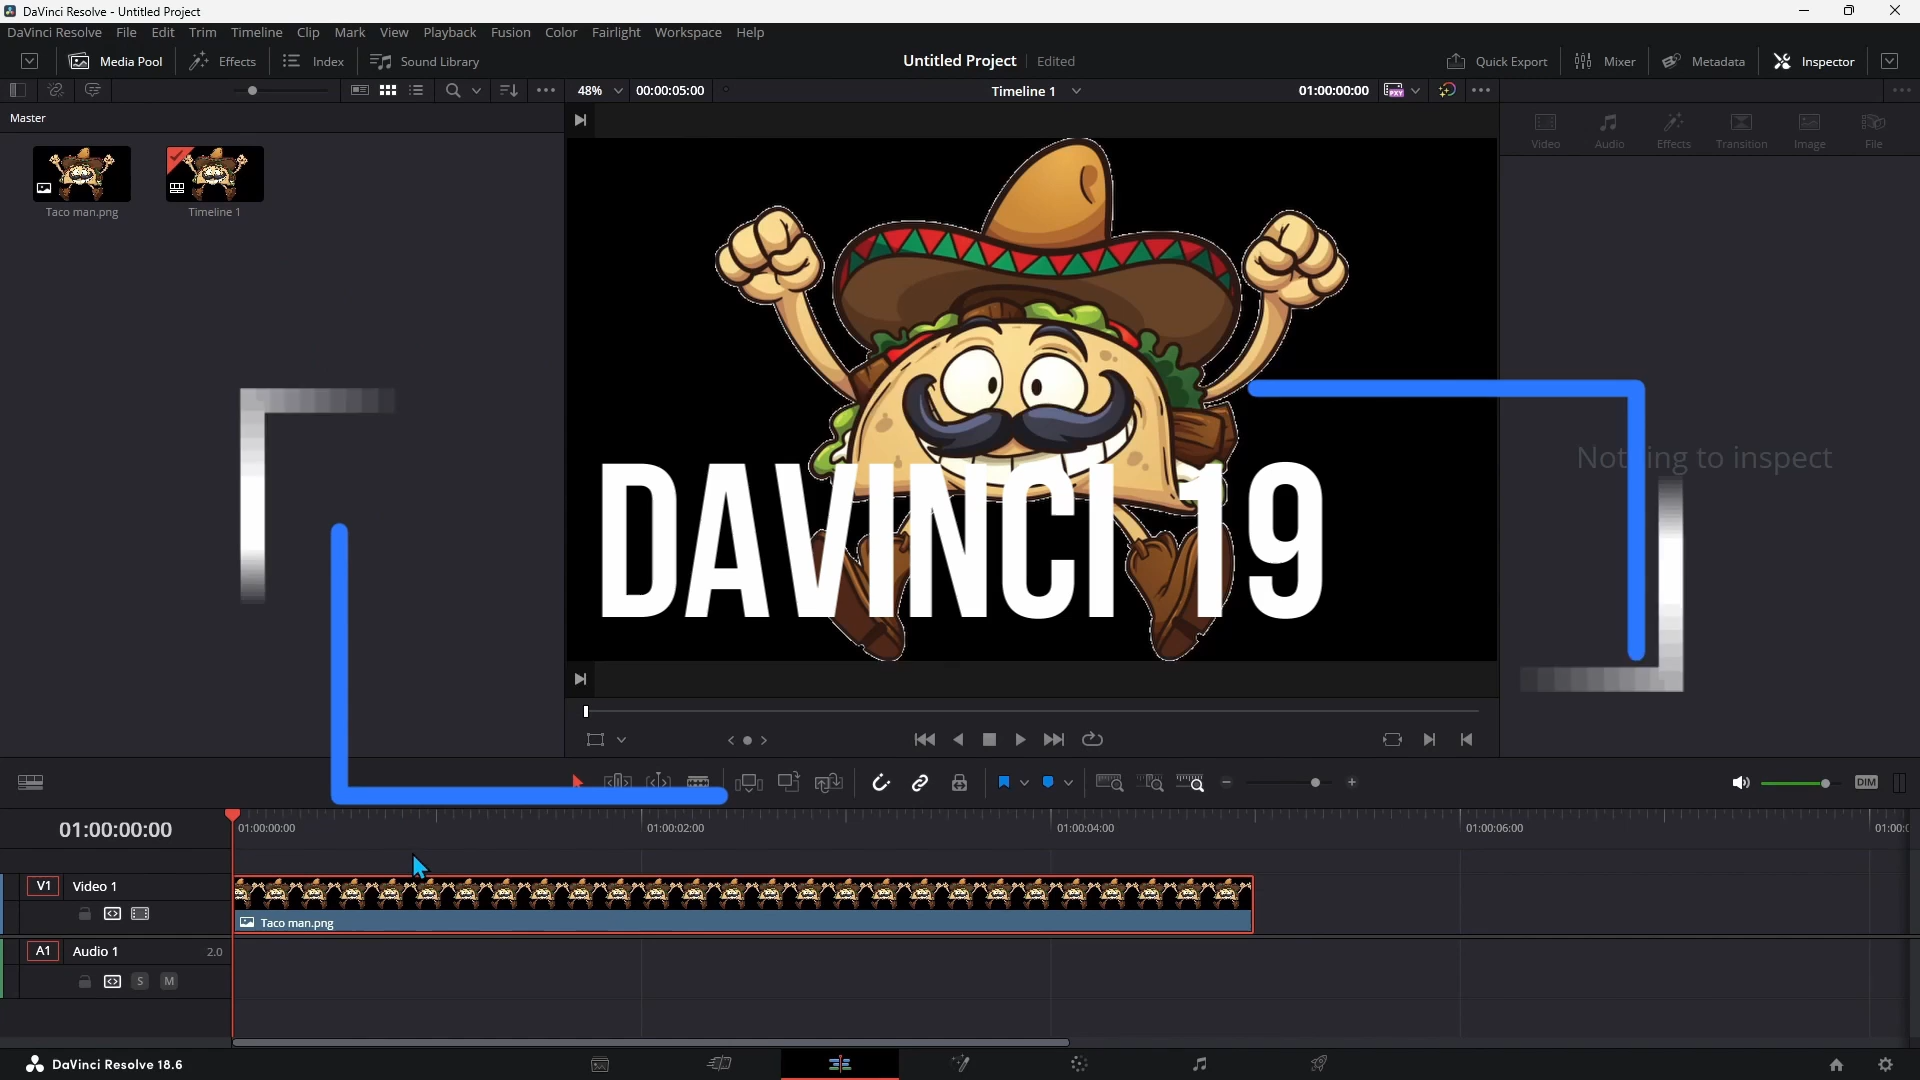 DaVinci Resolve - Untitled Project
DaVinci Resolve File Edit Trim Timeline Clip Mark View Playback Fusion Color Fairlight Workspace Help
Media Pool Effects Index Sound Library Untitled Project Edited Quick Export Mixer Metadata Inspector
48% 00:00:05:00 Timeline 1 01:00:00:00 PXY
Master
Video Audio Effects Transition Image File
Taco man.png Timeline 1
Nothing to inspect
DAVINCI 19
DIM
01:00:00:00 01:00:00:00 01:00:02:00 01:00:04:00 01:00:06:00 01:00:
V1 Video 1
Taco man.png
A1 Audio 1 2.0
S M
DaVinci Resolve 18.6